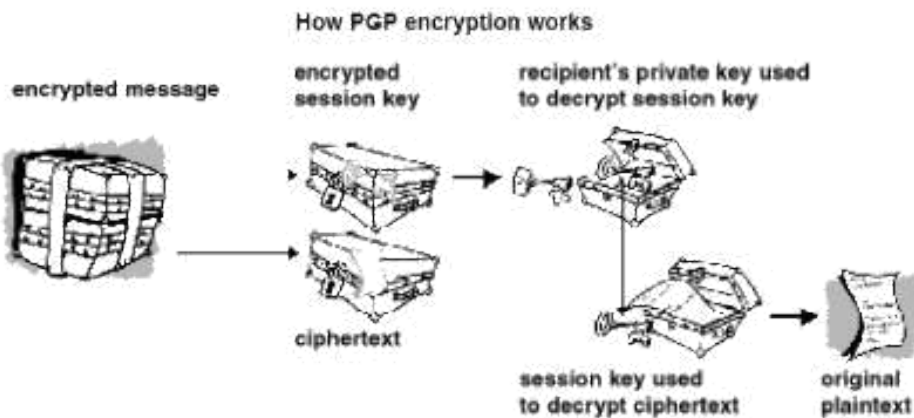 How PGP encryption works
encrypted message
encrypted
session key
recipient's private key used
to decrypt session key
ciphertext
session key used
to decrypt ciphertext
original
plaintext